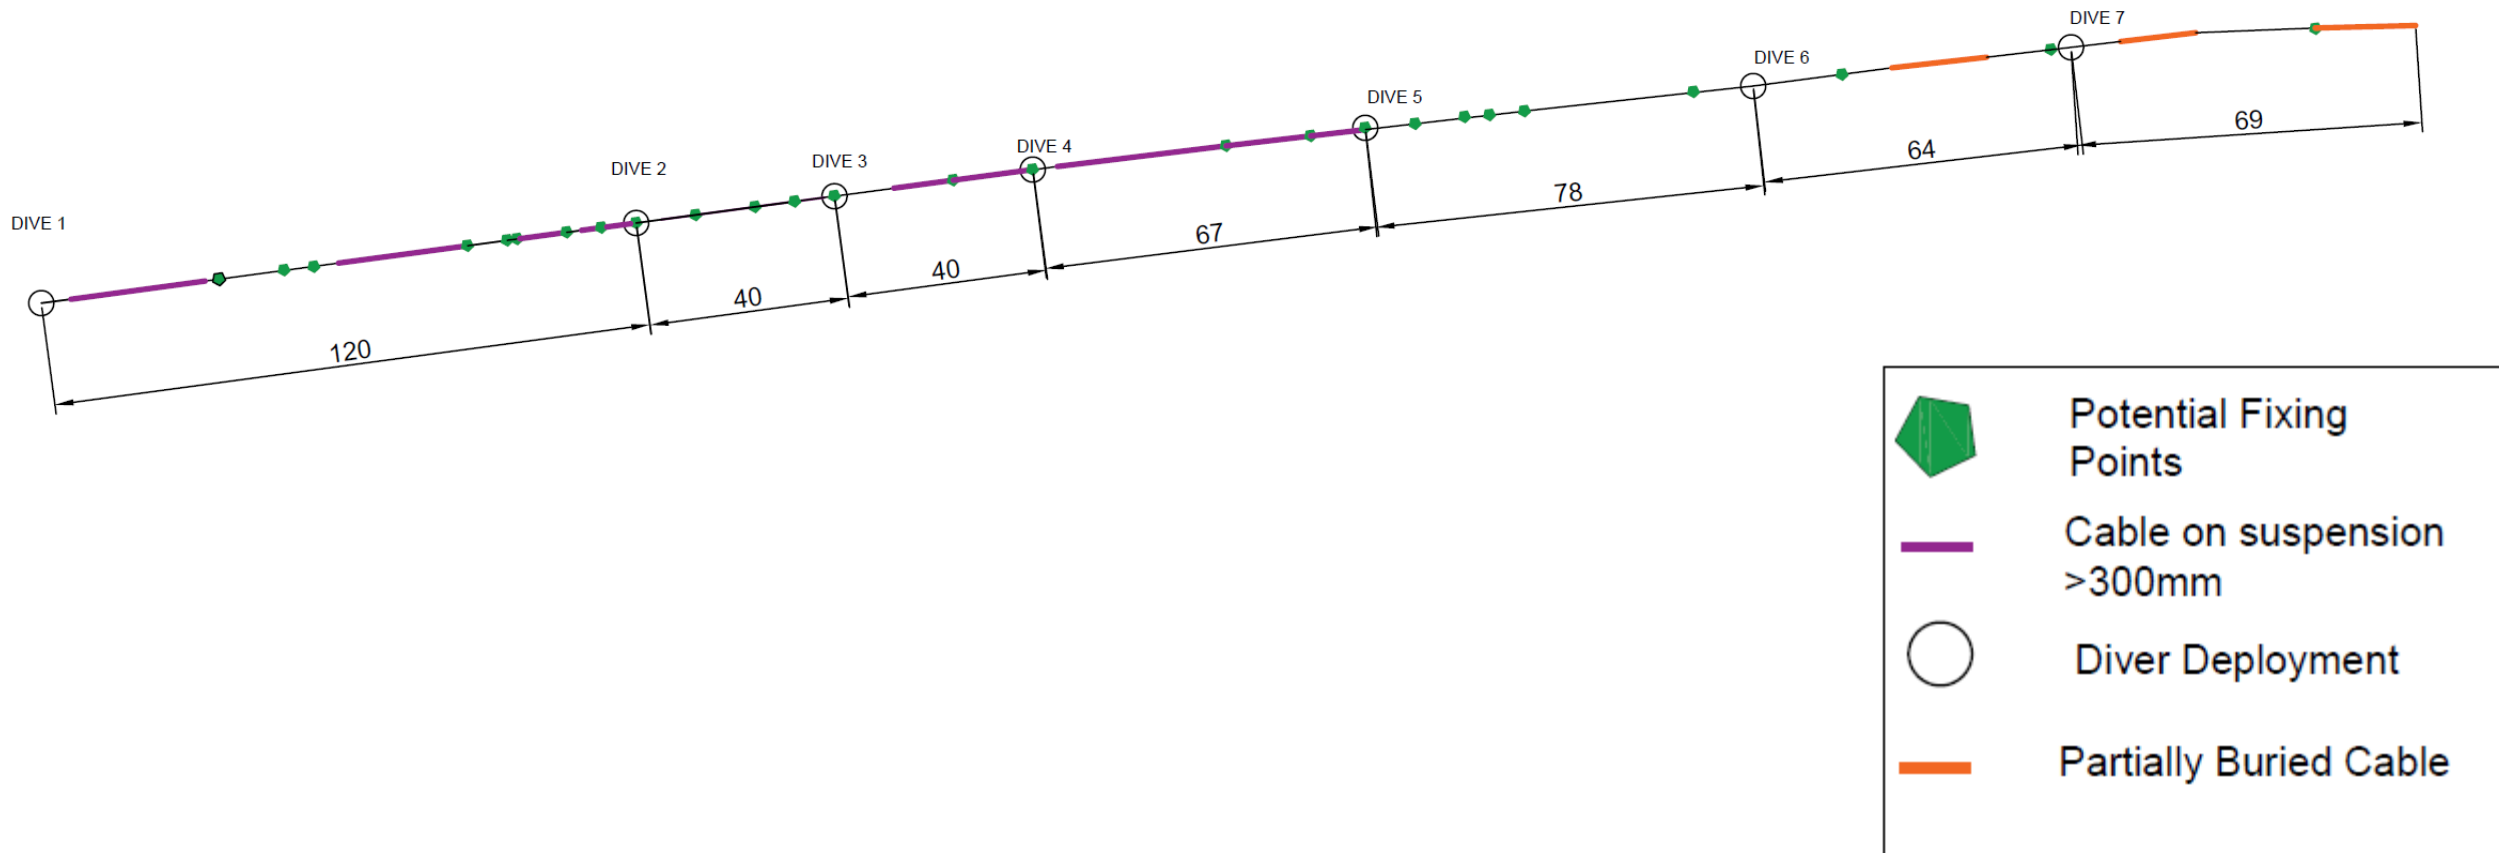 DIVE 1
DIVE 2
DIVE 3
DIVE 4
DIVE 5
DIVE 6
DIVE 7
120
40
40
67
78
64
69
Potential Fixing
Points
Cable on suspension
>300mm
Diver Deployment
Partially Buried Cable